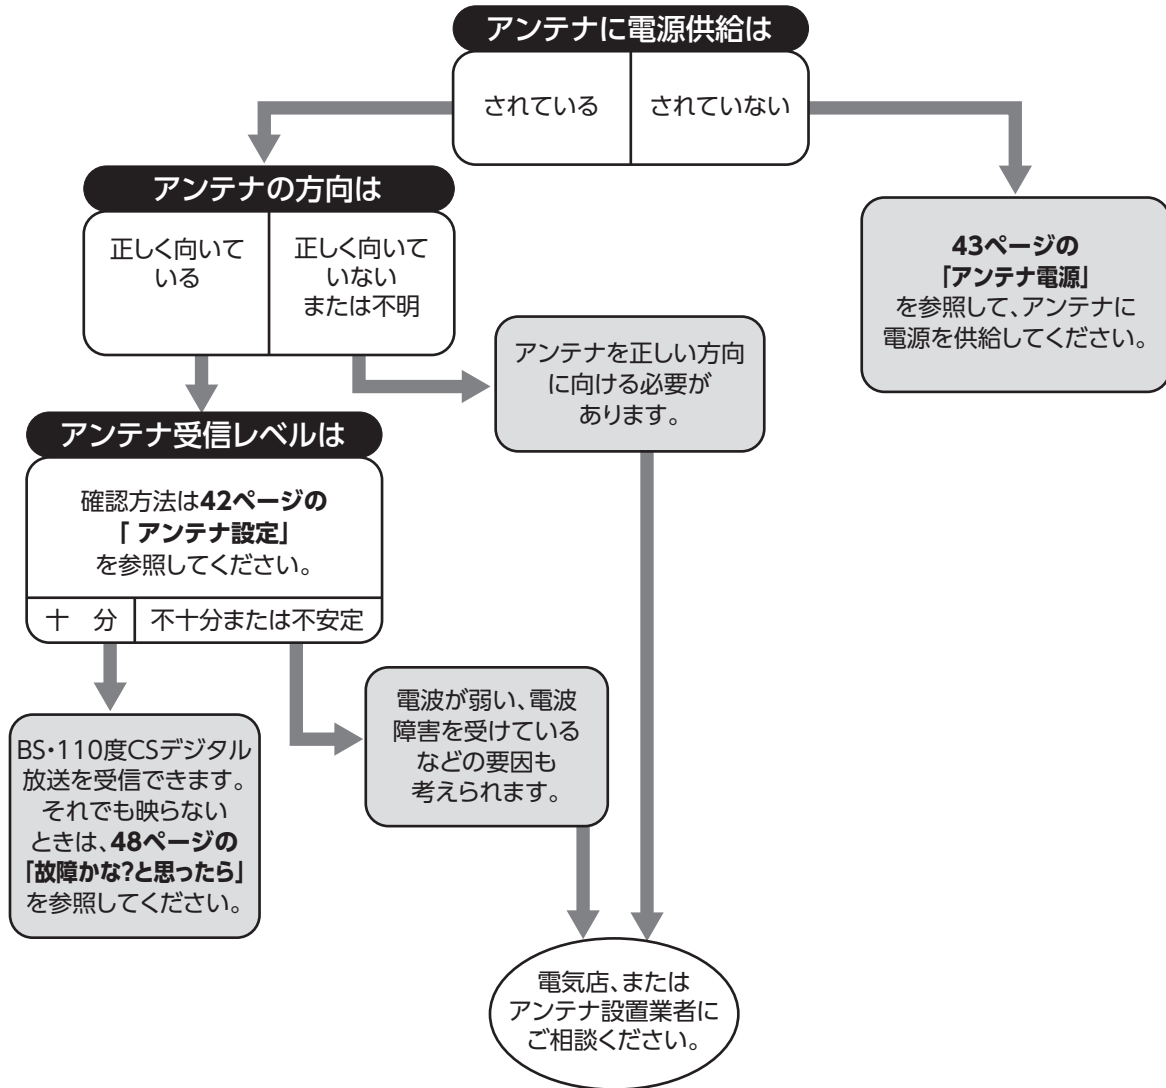 アンテナに電源供給は
されている
されていない
アンテナの方向は
正しく向いて
いる
正しく向いて
いない
または不明
43ページの
「アンテナ電源」
を参照して、アンテナに
電源を供給してください。
アンテナを正しい方向
に向ける必要が
あります。
アンテナ受信レベルは
確認方法は42ページの
「 アンテナ設定」
を参照してください。
十　分
不十分または不安定
電波が弱い、電波
障害を受けている
などの要因も
考えられます。
BS・110度CSデジタル
放送を受信できます。
それでも映らない
ときは、48ページの
「故障かな?と思ったら」
を参照してください。
電気店、または
アンテナ設置業者に
ご相談ください。